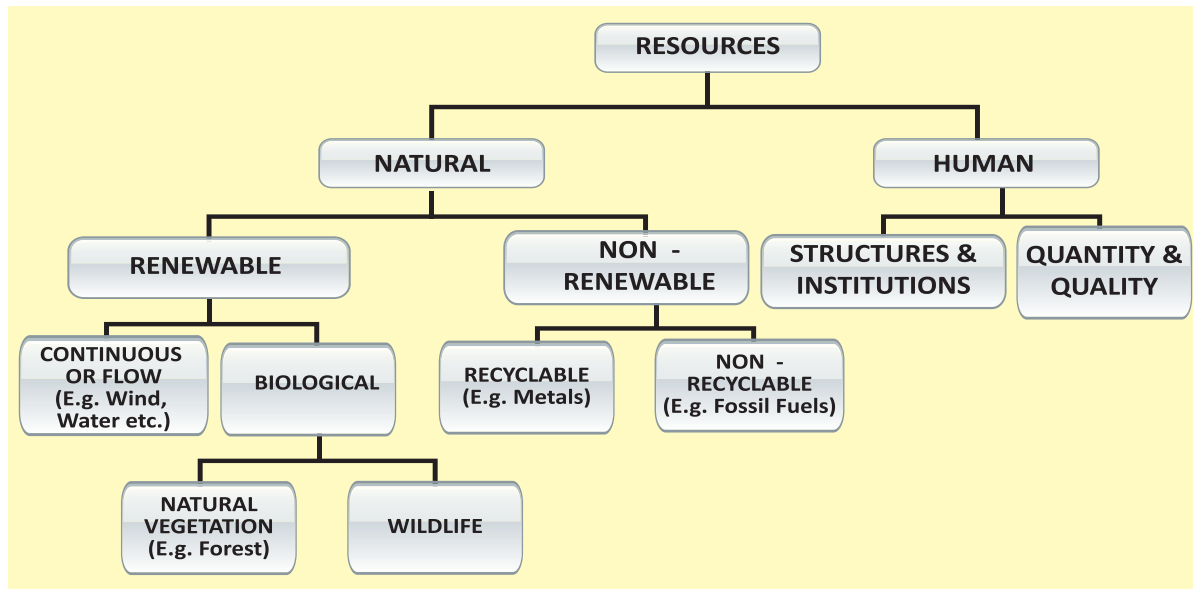 RESOURCES
NATURAL
HUMAN
RENEWABLE
NON -
RENEWABLE
STRUCTURES &
INSTITUTIONS
QUANTITY &
QUALITY
CONTINUOUS
OR FLOW
(E.g. Wind,
Water etc.)
BIOLOGICAL
RECYCLABLE
(E.g. Metals)
NON -
RECYCLABLE
(E.g. Fossil Fuels)
NATURAL
VEGETATION
(E.g. Forest)
WILDLIFE